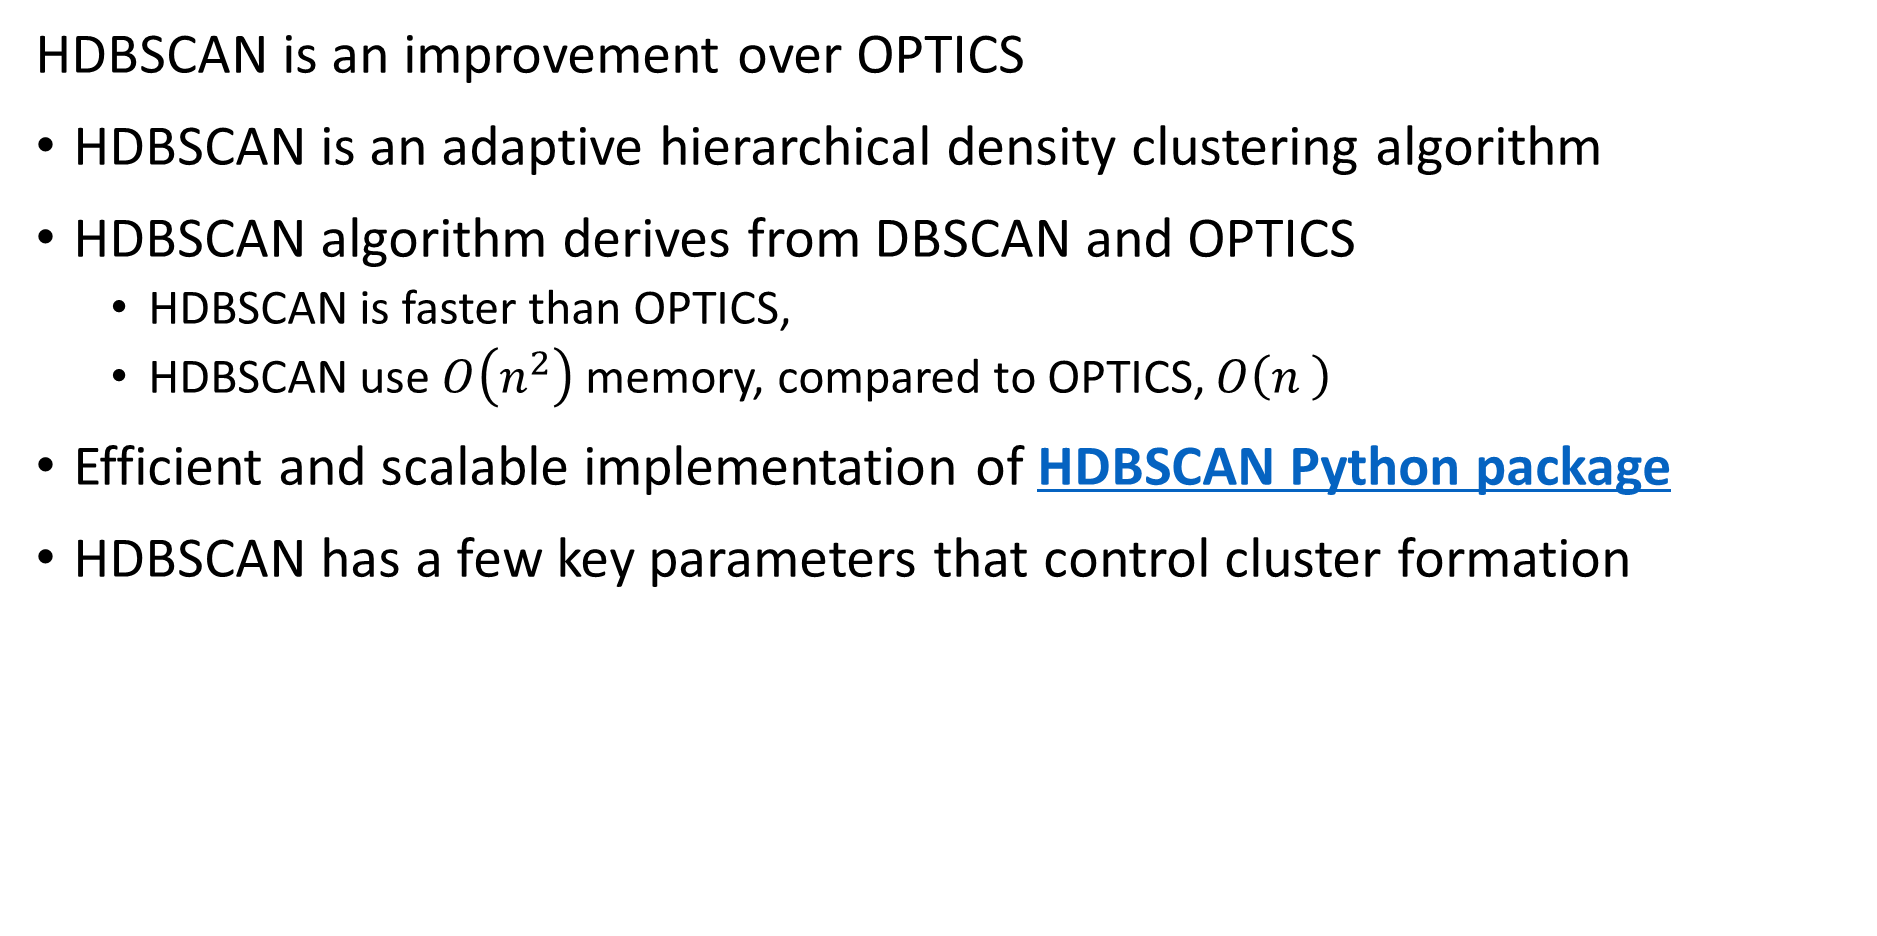 HDBSCAN is an improvement over OPTICS
• HDBSCAN is an adaptive hierarchical density clustering algorithm
• HDBSCAN algorithm derives from DBSCAN and OPTICS
• HDBSCAN is faster than OPTICS,
• HDBSCAN use 𝑂(𝑛²) memory, compared to OPTICS, 𝑂(𝑛 )
• Efficient and scalable implementation of HDBSCAN Python package
• HDBSCAN has a few key parameters that control cluster formation